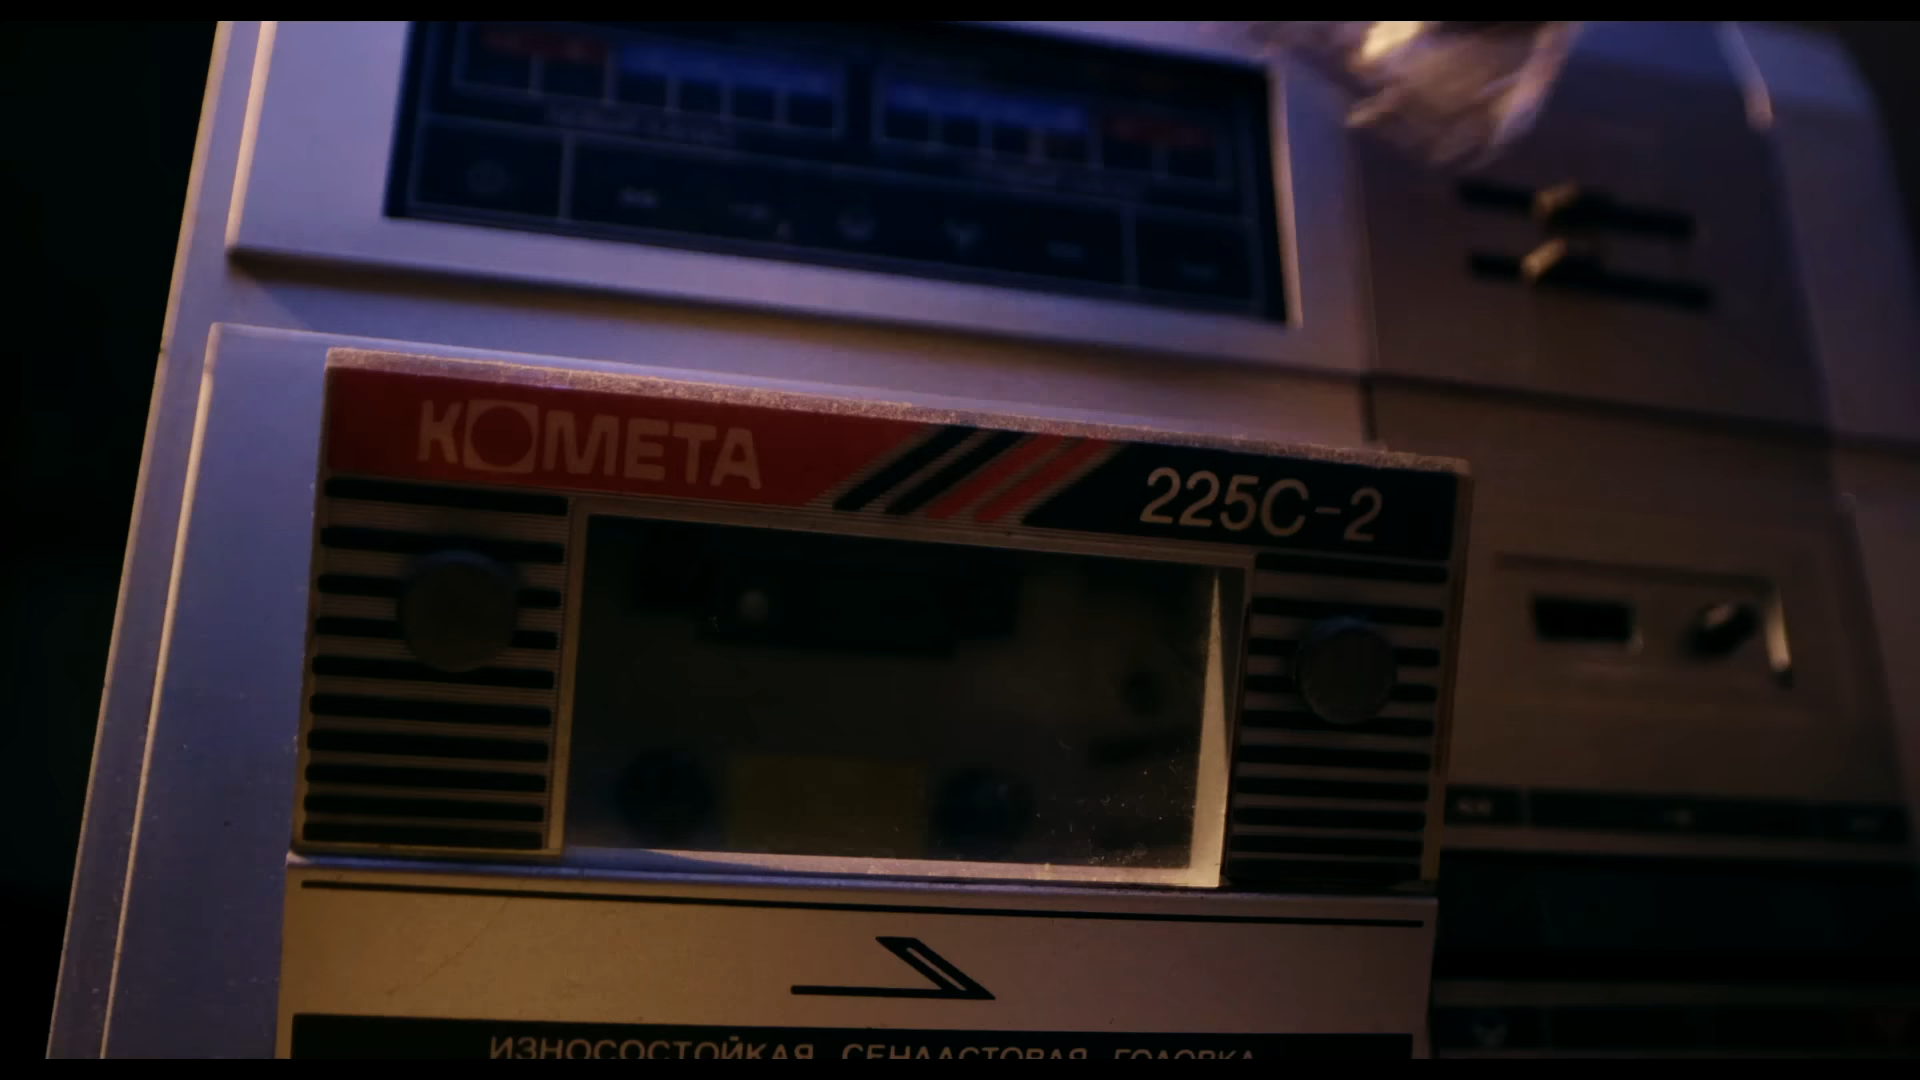 КОМЕТА
225С-2
ИЗНОСОСТОЙКАЯ СЕНДАСТОВАЯ ГОЛОВКА